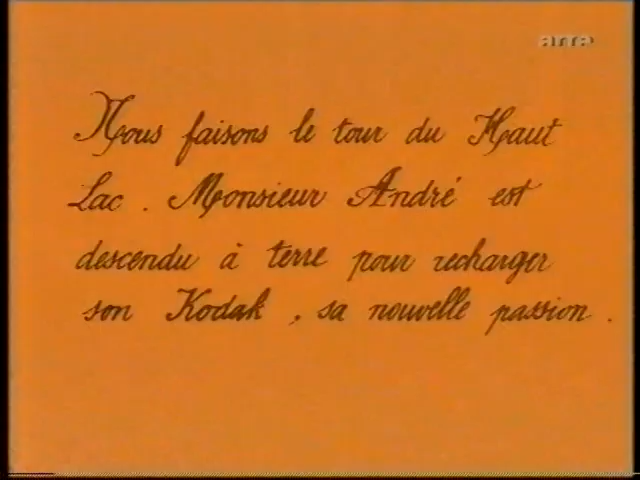 arte
Nous faisons le tour du Haut
Lac . Monsieur André est
descendu à terre pour recharger
son Kodak , sa nouvelle passion .